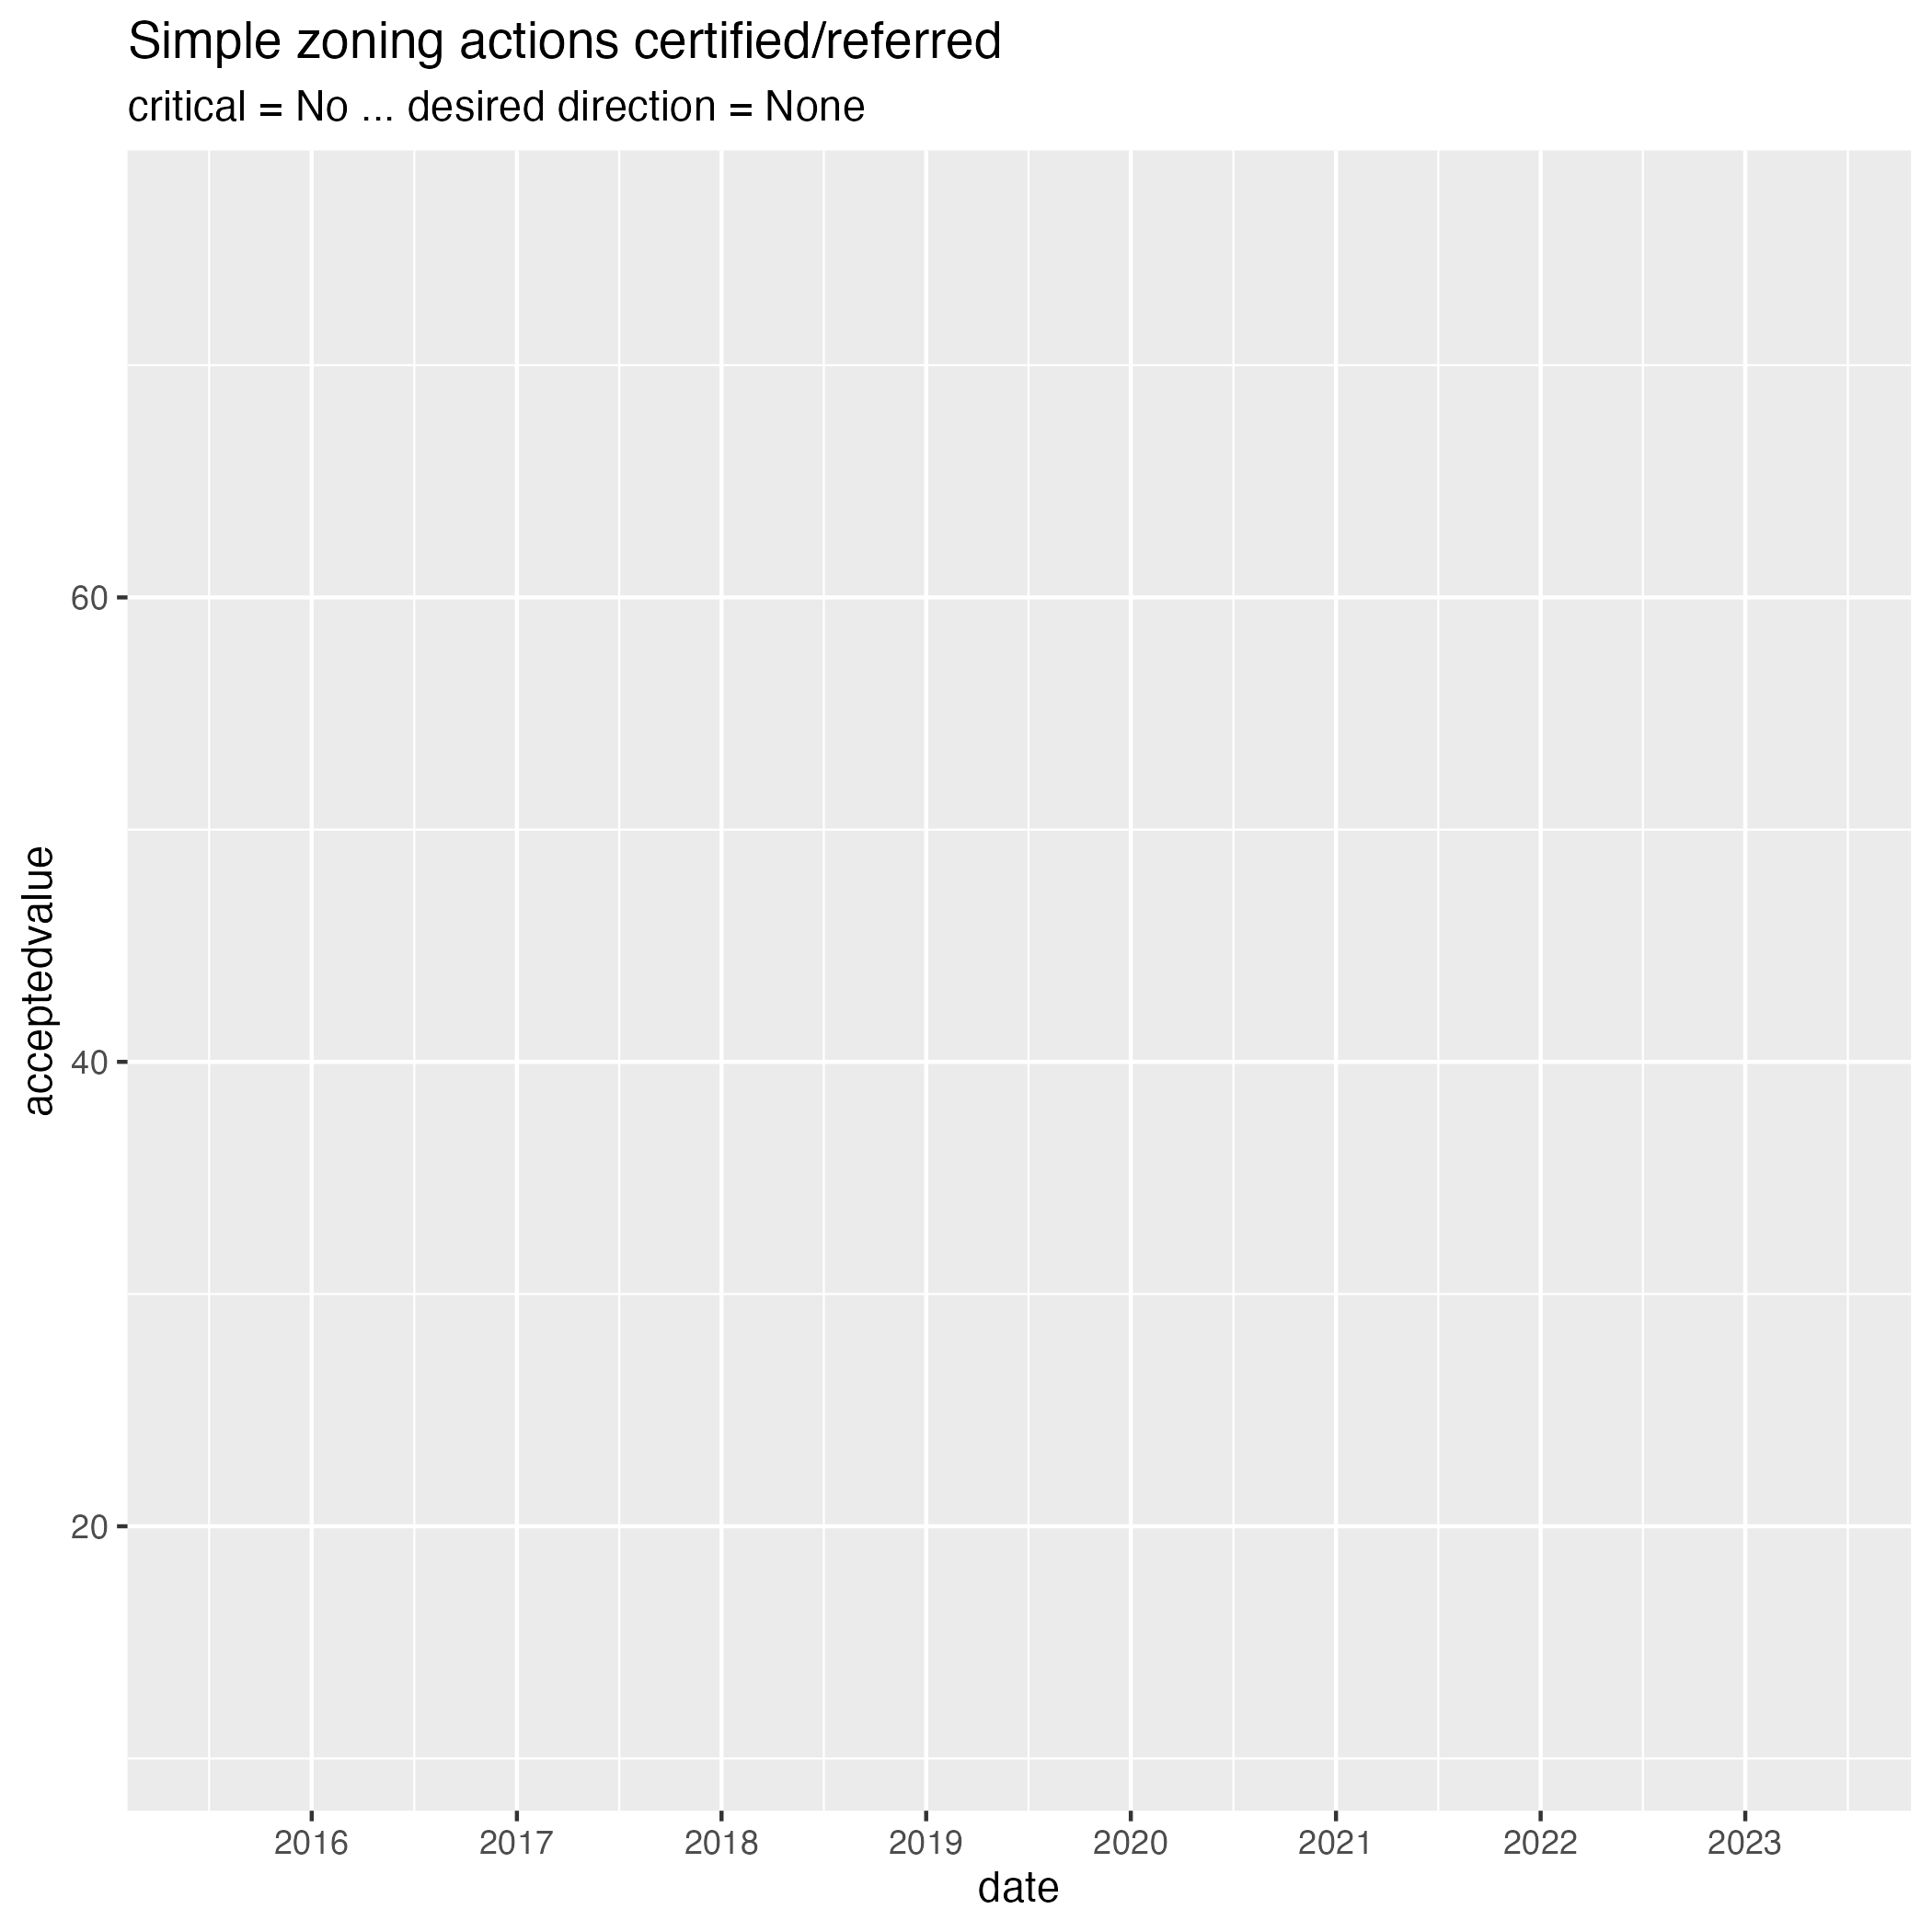 Simple zoning actions certified/referred
critical = No ... desired direction = None
acceptedvalue
60
40
20
2016 2017 2018 2019 2020 2021 2022 2023
date